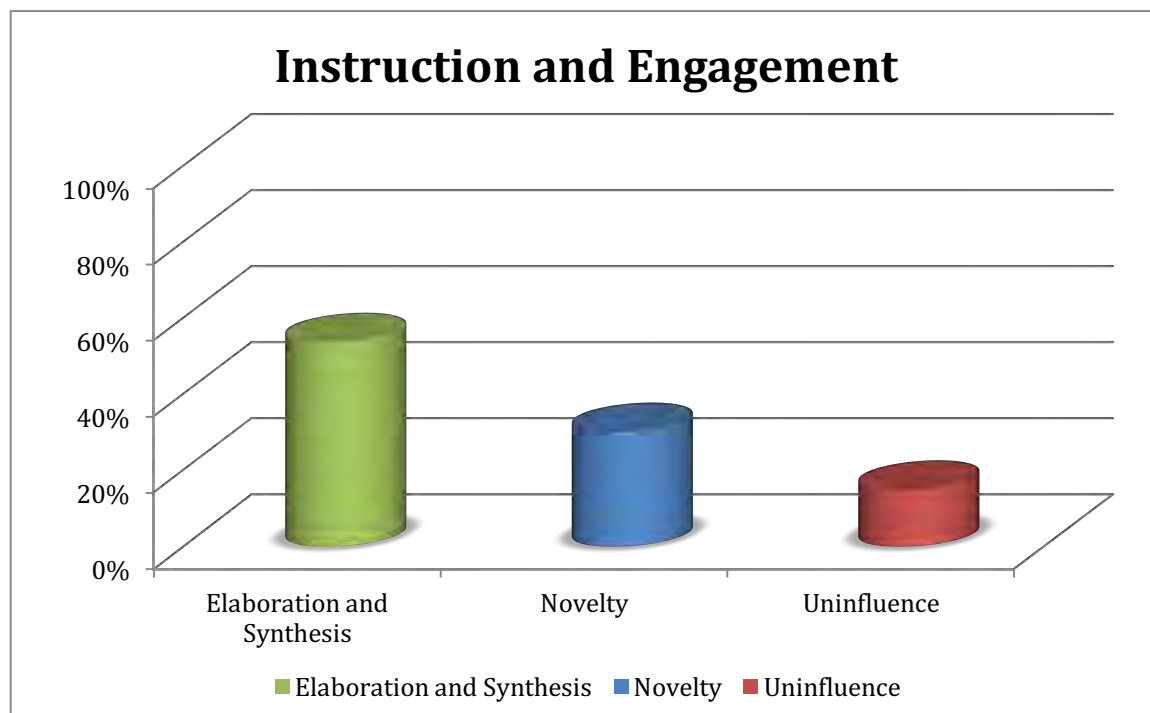 Instruction and Engagement
100%
80%
60%
40%
20%
0%
Elaboration and
Synthesis
Novelty
Uninfluence
Elaboration and Synthesis Novelty Uninfluence